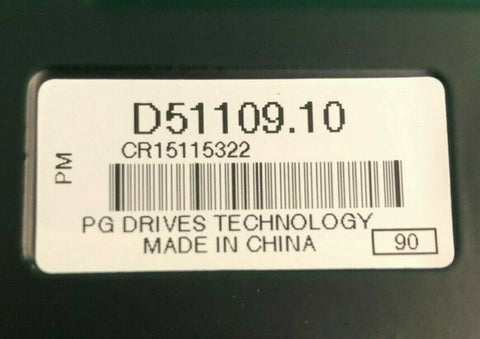 D51109.10
CR15115322
PM
PG DRIVES TECHNOLOGY
MADE IN CHINA
90